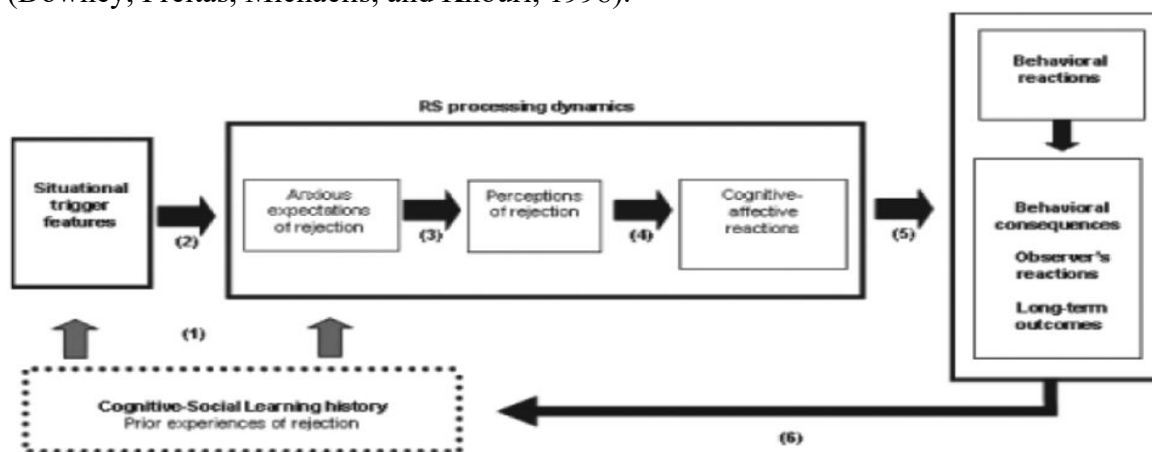 (Downey, Freitas, Michaelis, and Khouri, 1998).
Behavioral
reactions
RS processing dynamics
Situational
trigger
features
(2)
Anxious
expectations
of rejection
(3)
Perceptions
of rejection
(4)
Cognitive-
affective
reactions
(5)
Behavioral
consequences
Observer's
reactions
Long-term
outcomes
(1)
Cognitive-Social Learning history
Prior experiences of rejection
(6)